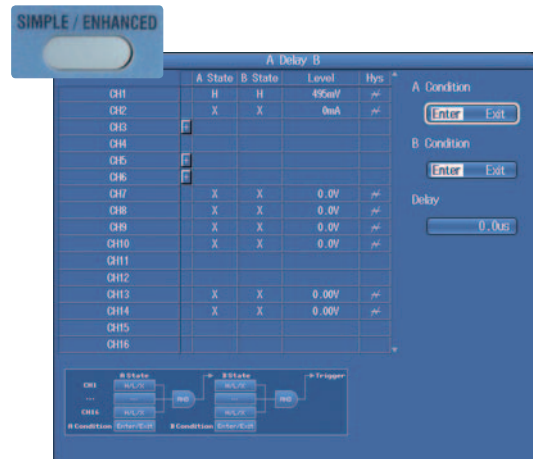 SIMPLE / ENHANCED
A Delay B
A State B State Level Hys
CH1 H H 495mV
CH2 X X 0mA
CH3
CH4
CH5
CH6
CH7 X X 0.0V
CH8 X X 0.0V
CH9 X X 0.0V
CH10 X X 0.0V
CH11
CH12
CH13 X X 0.00V
CH14 X X 0.00V
CH15
CH16
A Condition
Enter Exit
B Condition
Enter Exit
Delay
0.0us
A State B State Trigger
CH1 H/L/X H/L/X
--- --- AND --- AND
CH16 H/L/X H/L/X
A Condition Enter/Exit B Condition Enter/Exit